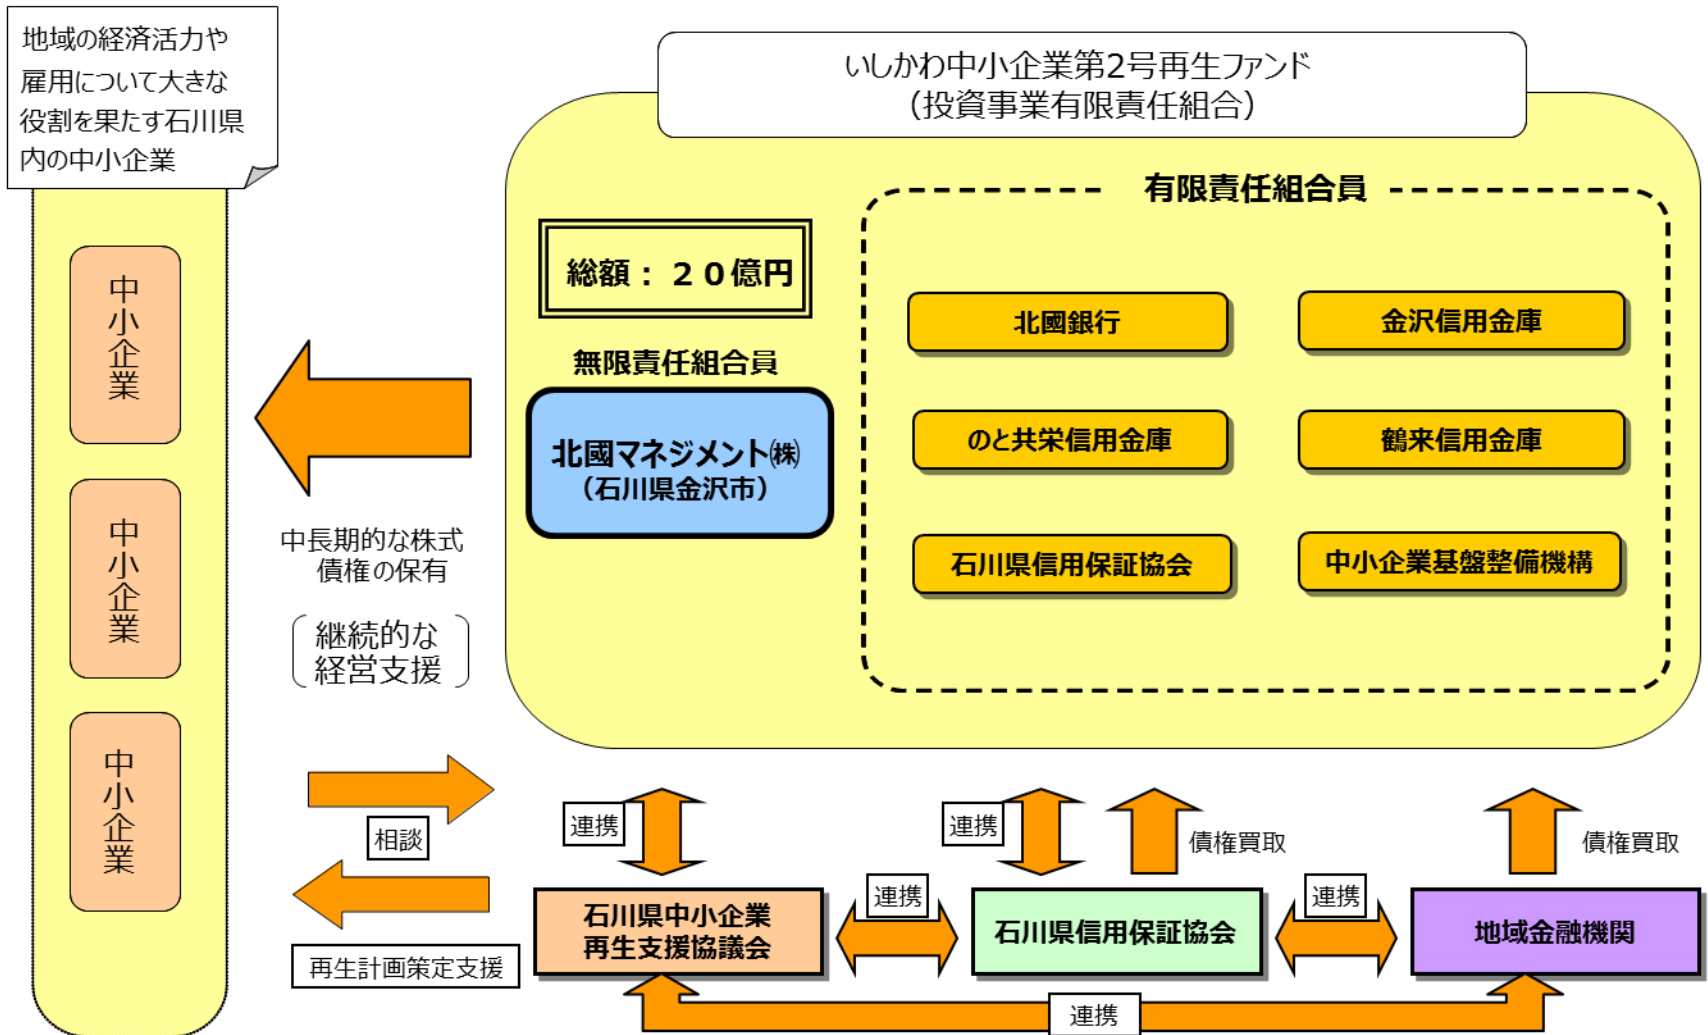 地域の経済活力や
雇用について大きな
役割を果たす石川県
内の中小企業
中小企業
中小企業
中小企業
いしかわ中小企業第2号再生ファンド
（投資事業有限責任組合）
総額：２０億円
無限責任組合員
北國マネジメント㈱
（石川県金沢市）
有限責任組合員
北國銀行
金沢信用金庫
のと共栄信用金庫
鶴来信用金庫
石川県信用保証協会
中小企業基盤整備機構
中長期的な株式
債権の保有
継続的な
経営支援
相談
再生計画策定支援
連携
連携
債権買取
債権買取
石川県中小企業
再生支援協議会
連携
石川県信用保証協会
連携
地域金融機関
連携